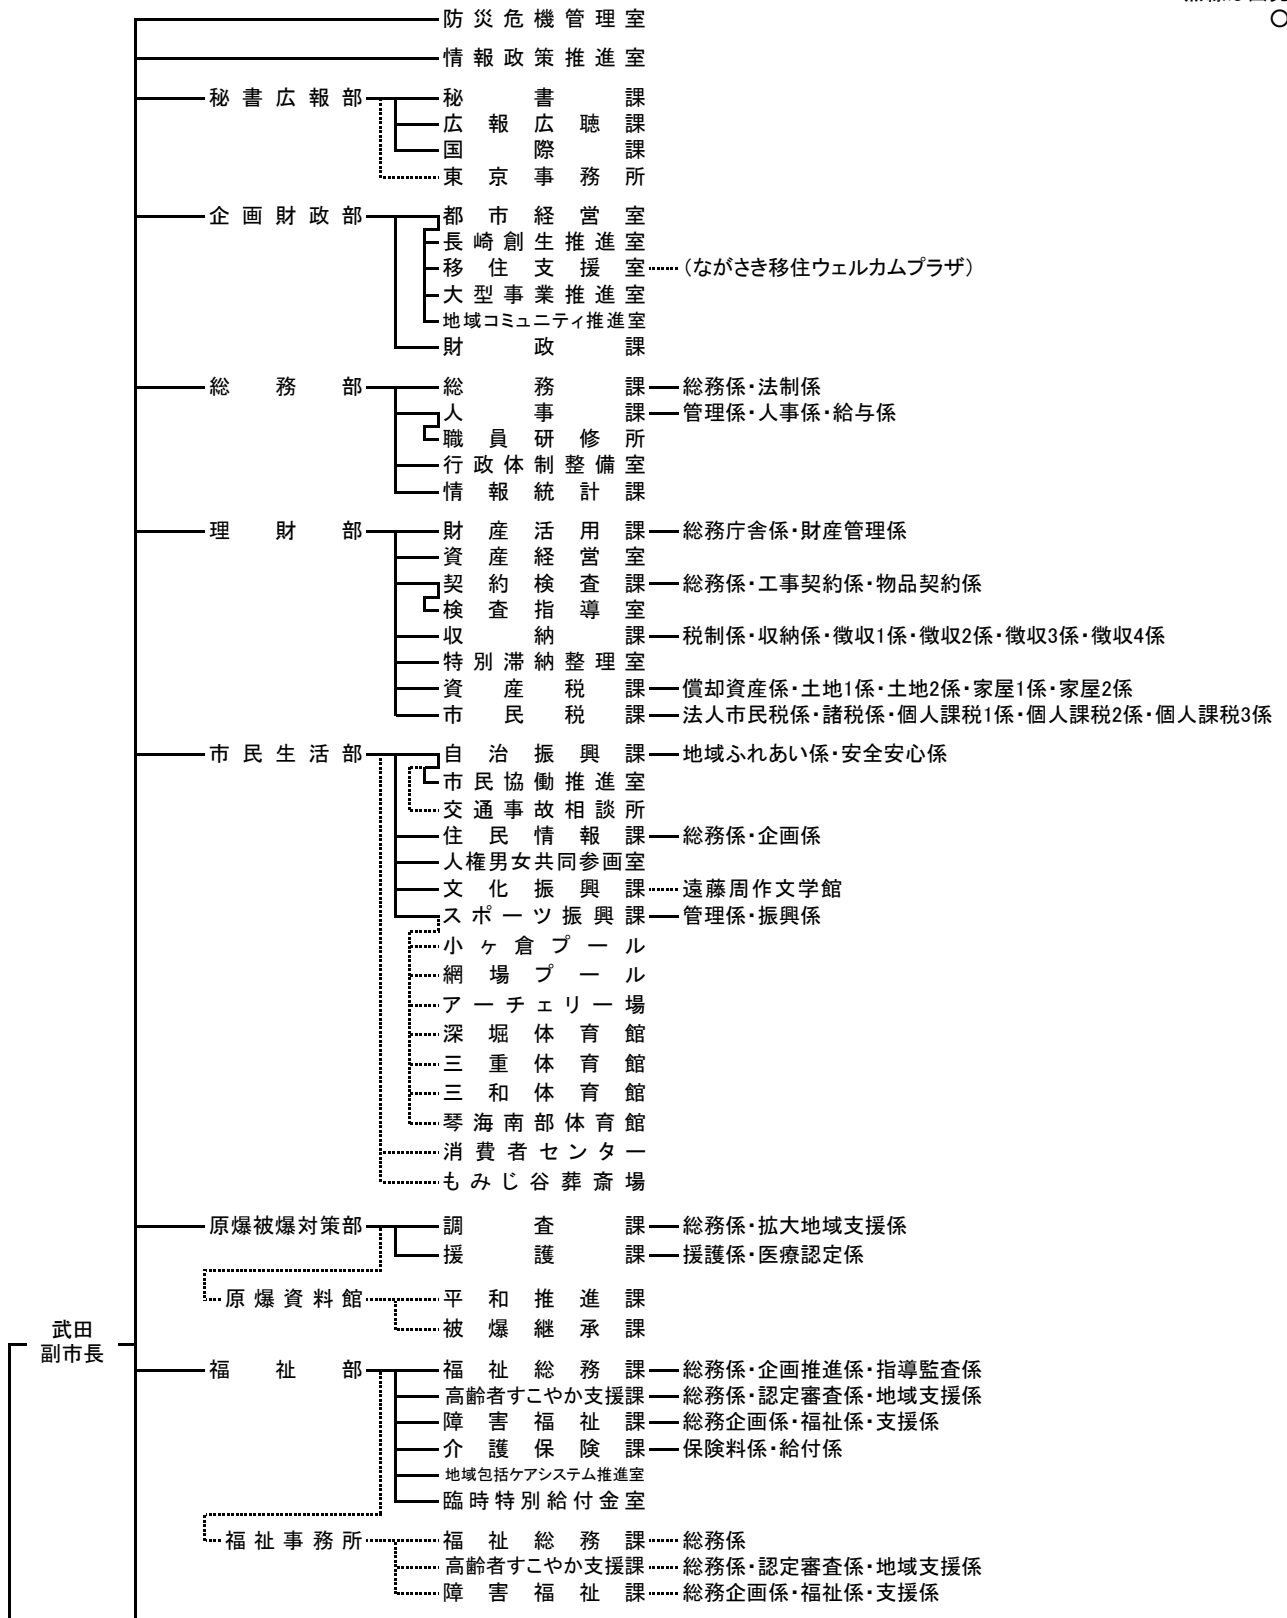 ○
防災危機管理室
情報政策推進室
秘書広報部 秘書課
広報広聴課
国際課
東京事務所
企画財政部 都市経営室
長崎創生推進室
移住支援室 (ながさき移住ウェルカムプラザ)
大型事業推進室
地域コミュニティ推進室
財政課
総務部 総務課 総務係・法制係
人事課 管理係・人事係・給与係
職員研修所
行政体制整備室
情報統計課
理財部 財産活用課 総務庁舎係・財産管理係
資産経営室
契約検査課 総務係・工事契約係・物品契約係
検査指導室
収納課 税制係・収納係・徴収1係・徴収2係・徴収3係・徴収4係
特別滞納整理室
資産税課 償却資産係・土地1係・土地2係・家屋1係・家屋2係
市民税課 法人市民税係・諸税係・個人課税1係・個人課税2係・個人課税3係
市民生活部 自治振興課 地域ふれあい係・安全安心係
市民協働推進室
交通事故相談所
住民情報課 総務係・企画係
人権男女共同参画室
文化振興課 遠藤周作文学館
スポーツ振興課 管理係・振興係
小ヶ倉プール
網場プール
アーチェリー場
深堀体育館
三重体育館
三和体育館
琴海南部体育館
消費者センター
もみじ谷葬斎場
原爆被爆対策部 調査課 総務係・拡大地域支援係
援護課 援護係・医療認定係
原爆資料館 平和推進課
被爆継承課
武田
副市長
福祉部 福祉総務課 総務係・企画推進係・指導監査係
高齢者すこやか支援課 総務係・認定審査係・地域支援係
障害福祉課 総務企画係・福祉係・支援係
介護保険課 保険料係・給付係
地域包括ケアシステム推進室
臨時特別給付金室
福祉事務所 福祉総務課 総務係
高齢者すこやか支援課 総務係・認定審査係・地域支援係
障害福祉課 総務企画係・福祉係・支援係